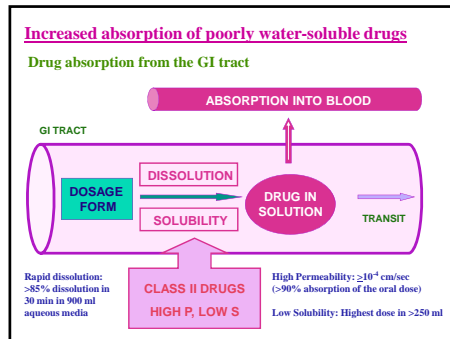 Increased absorption of poorly water-soluble drugs
Drug absorption from the GI tract
ABSORPTION INTO BLOOD
GI TRACT
DISSOLUTION
DOSAGE
FORM
SOLUBILITY
DRUG IN
SOLUTION
TRANSIT
Rapid dissolution:
>85% dissolution in
30 min in 900 ml
aqueous media
CLASS II DRUGS
HIGH P, LOW S
High Permeability: ≥10⁻⁴ cm/sec
(>90% absorption of the oral dose)
Low Solubility: Highest dose in >250 ml